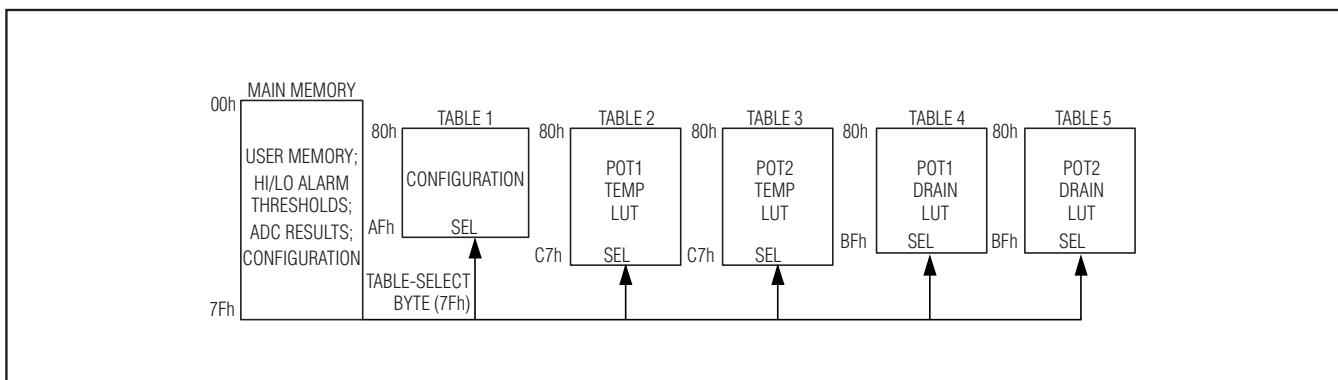 MAIN MEMORY
00h
USER MEMORY;
HI/LO ALARM
THRESHOLDS;
ADC RESULTS;
CONFIGURATION
7Fh
TABLE-SELECT
BYTE (7Fh)
TABLE 1
80h
CONFIGURATION
AFh
SEL
TABLE 2
80h
POT1
TEMP
LUT
C7h
SEL
TABLE 3
80h
POT2
TEMP
LUT
C7h
SEL
TABLE 4
80h
POT1
DRAIN
LUT
BFh
SEL
TABLE 5
80h
POT2
DRAIN
LUT
BFh
SEL